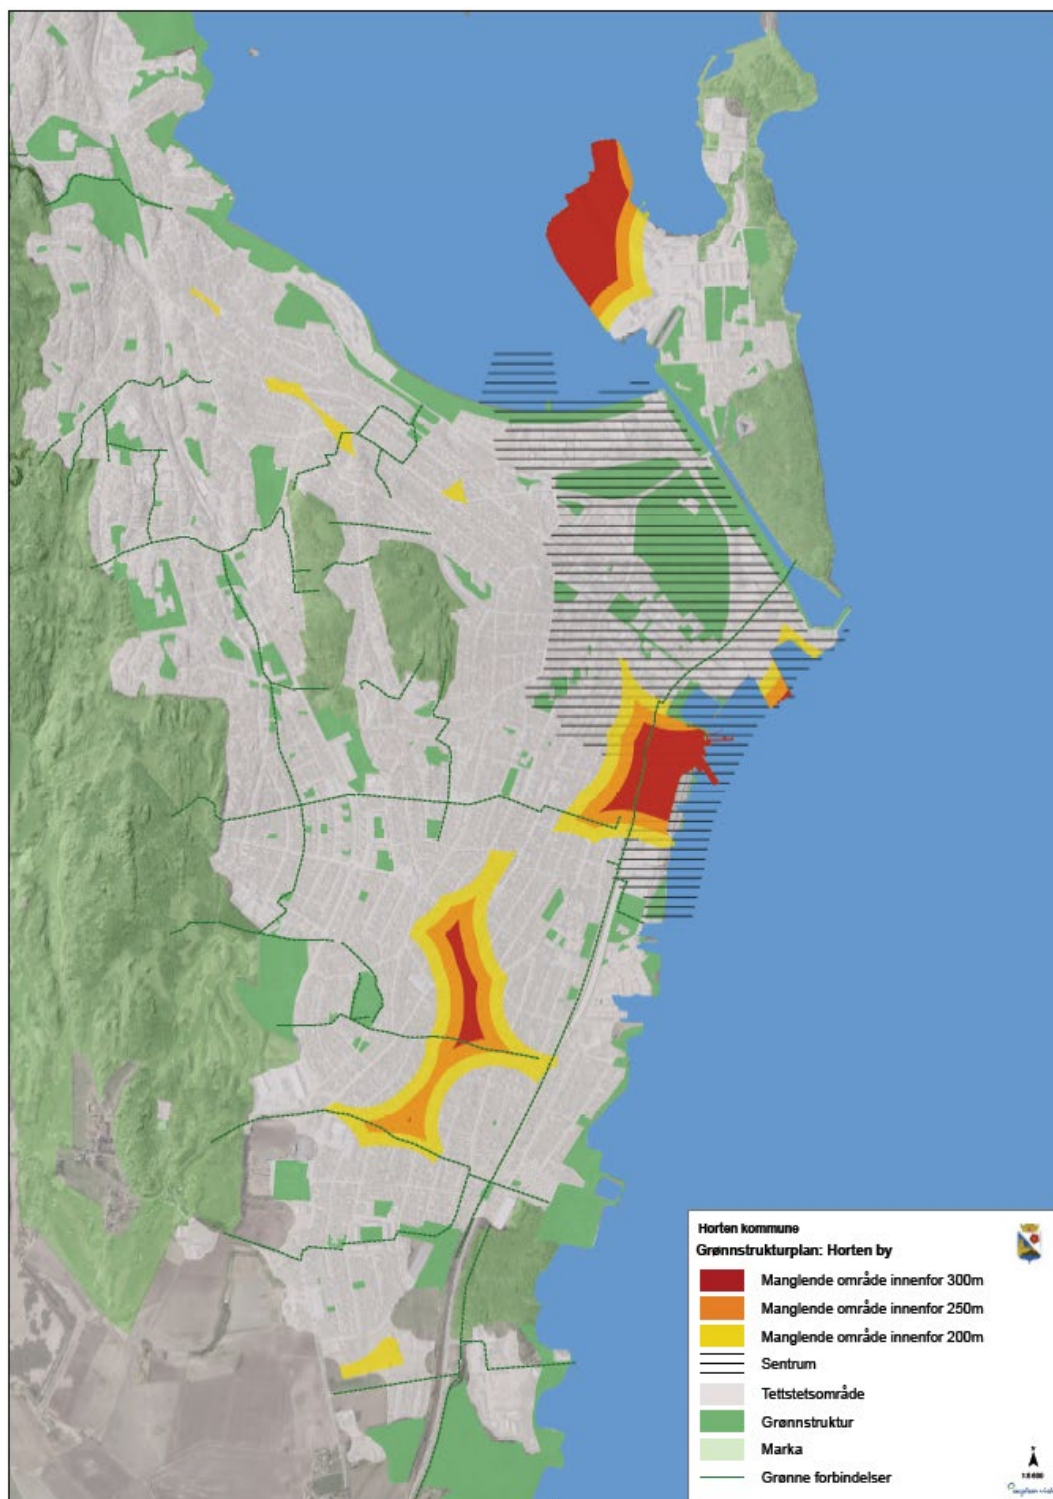 Horten kommune
Grønnstrukturplan: Horten by
Manglende område innenfor 300m
Manglende område innenfor 250m
Manglende område innenfor 200m
Sentrum
Tettstetsområde
Grønnstruktur
Marka
Grønne forbindelser